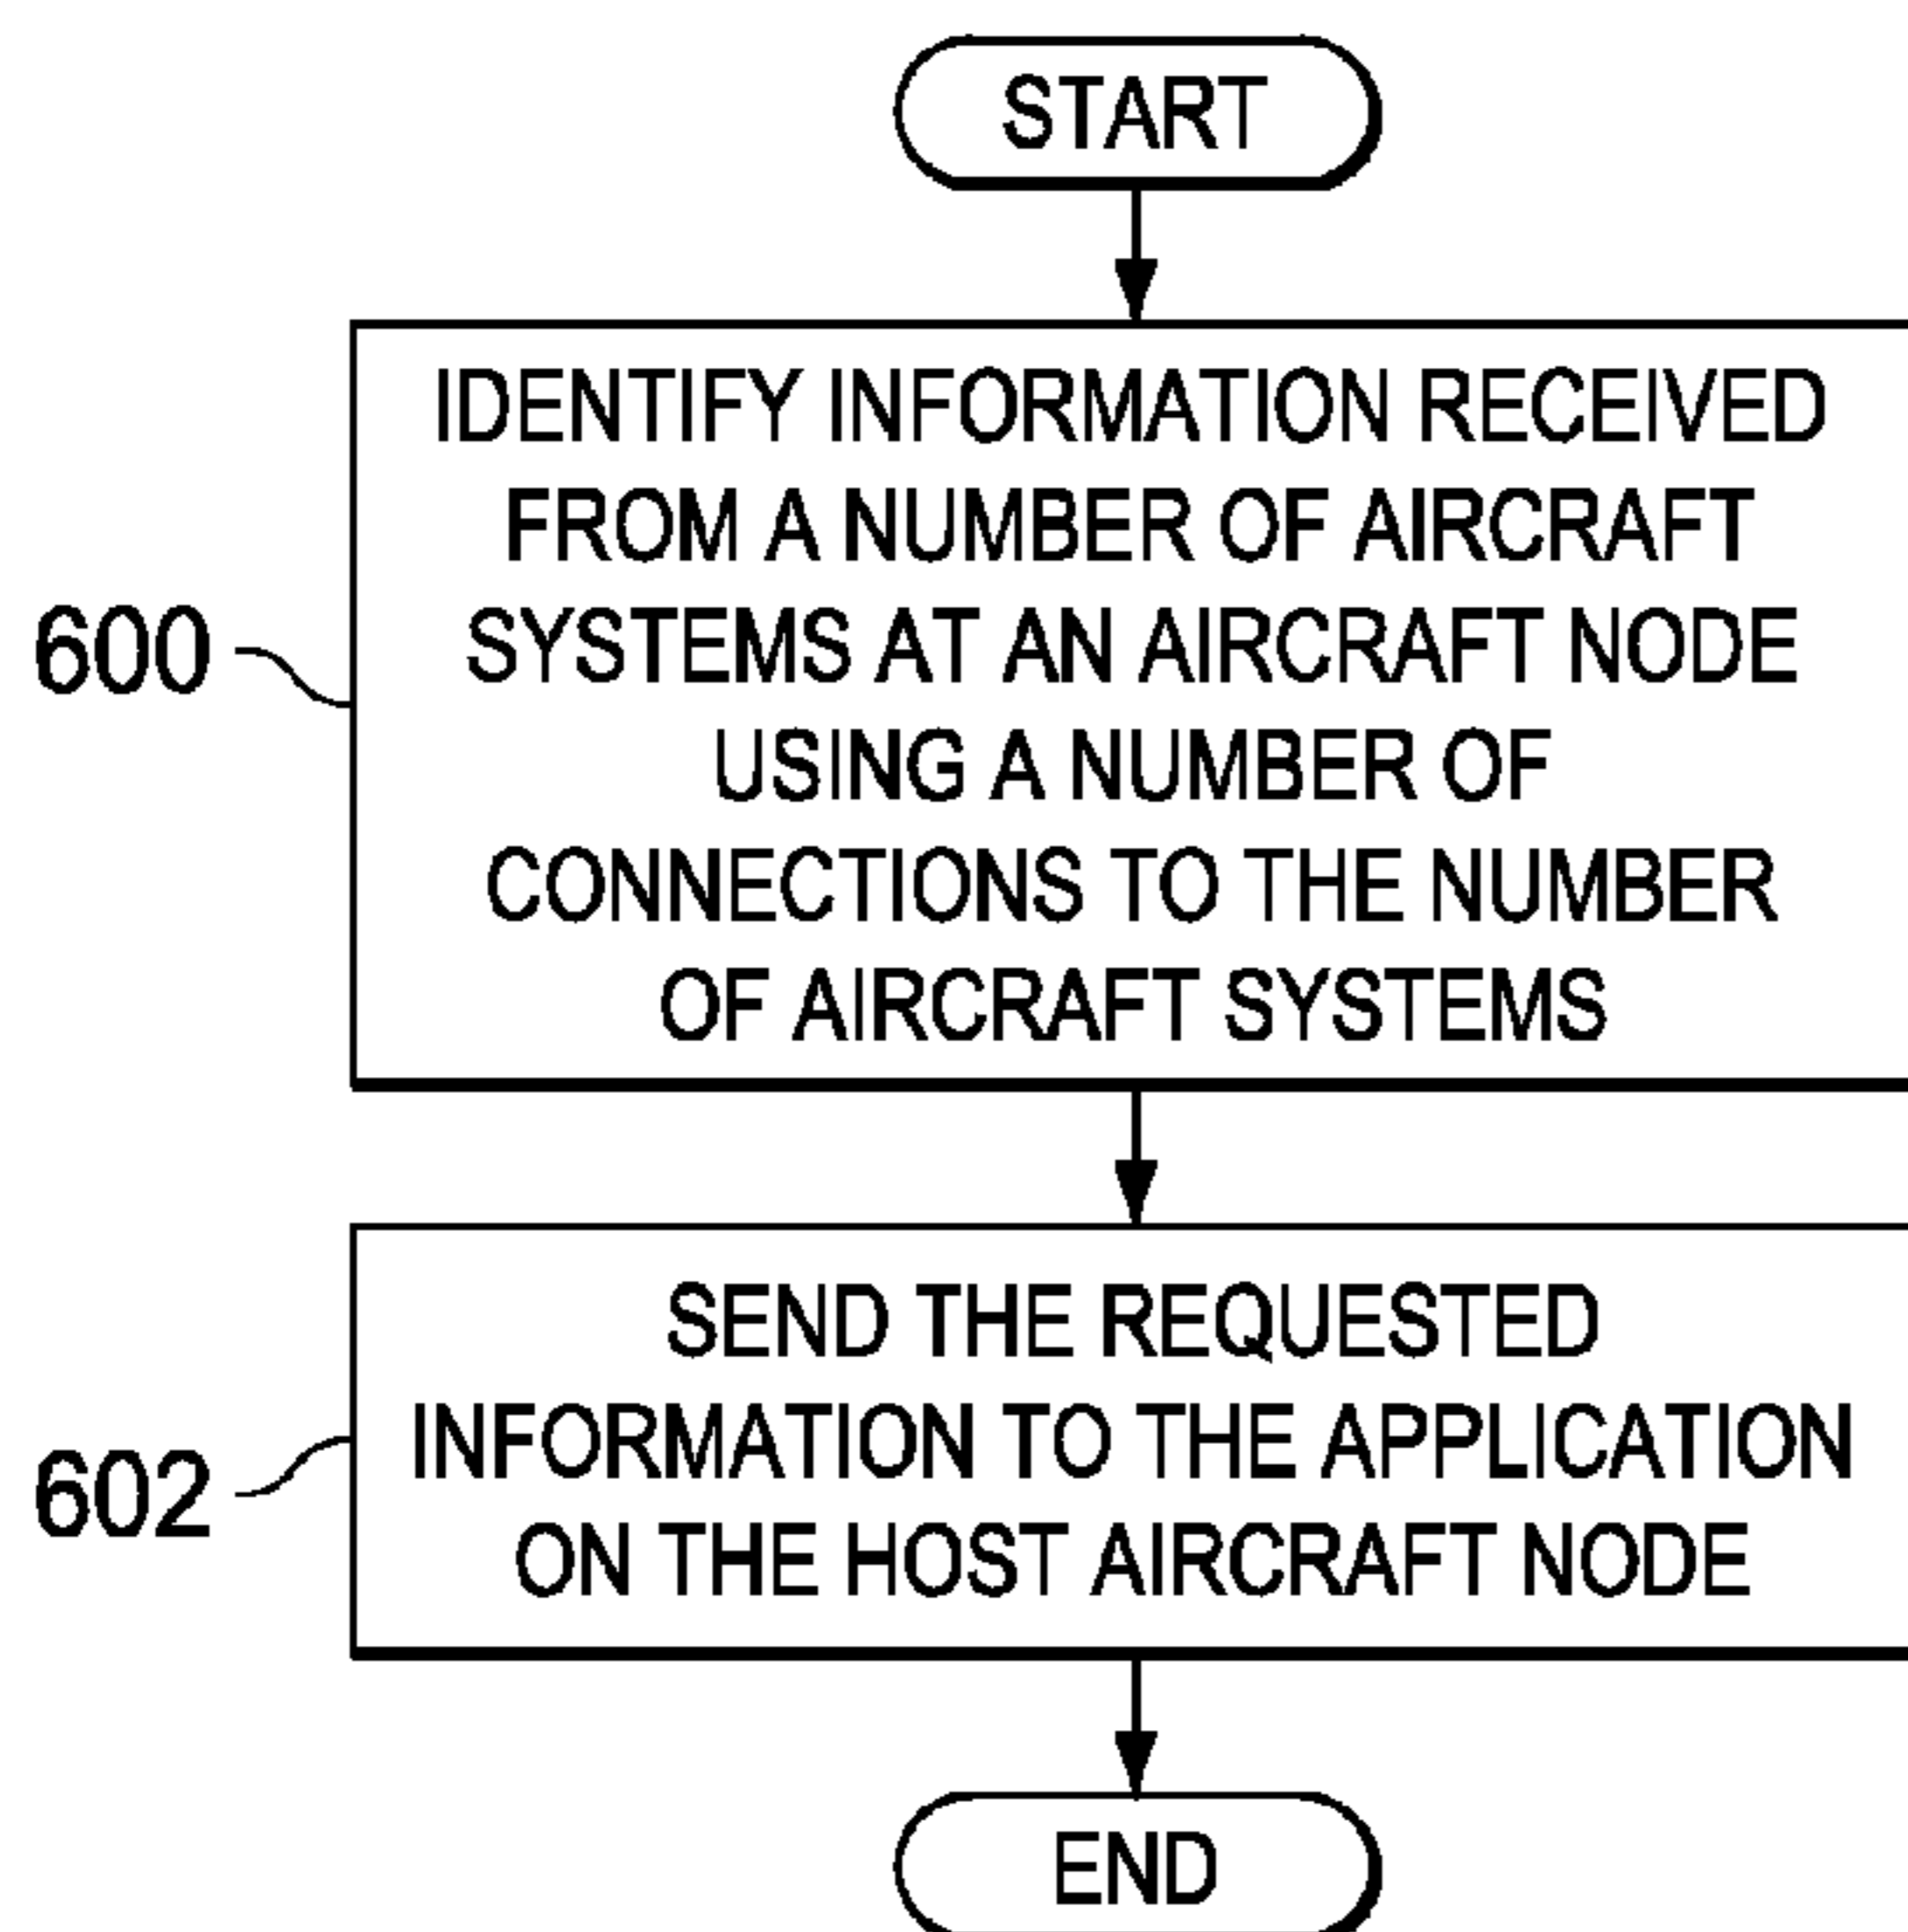 START
IDENTIFY INFORMATION RECEIVED
FROM A NUMBER OF AIRCRAFT
SYSTEMS AT AN AIRCRAFT NODE
USING A NUMBER OF
CONNECTIONS TO THE NUMBER
OF AIRCRAFT SYSTEMS
600
SEND THE REQUESTED
INFORMATION TO THE APPLICATION
ON THE HOST AIRCRAFT NODE
602
END